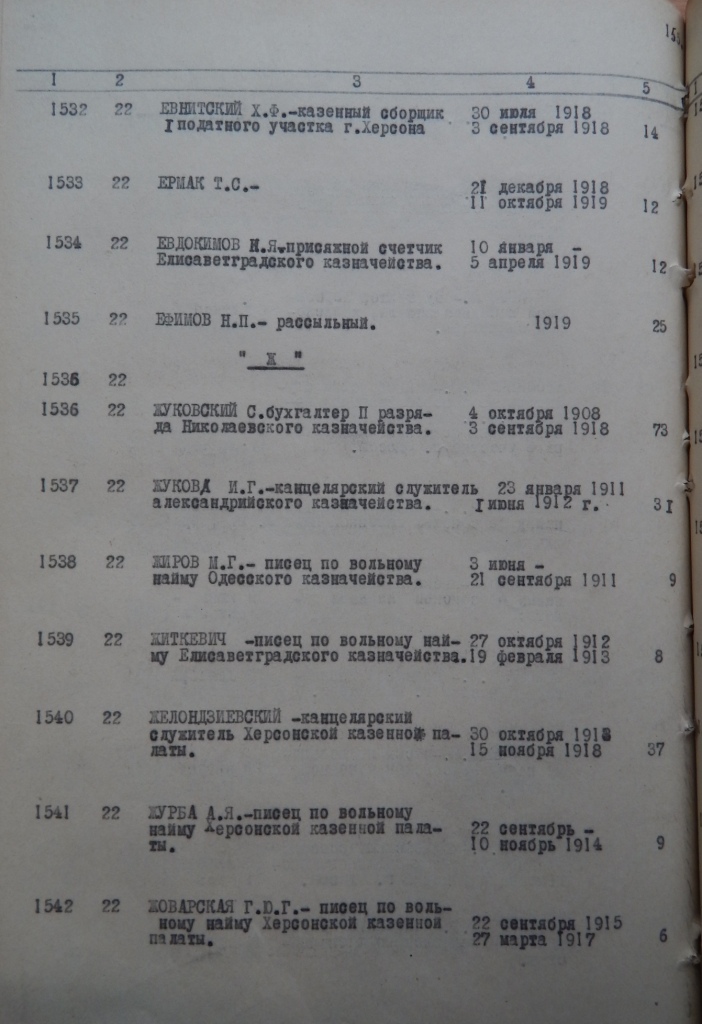 155
1 2 3 4 5
1532 22 ЕВНИТСКИЙ Х.Ф.-казенный сборщик 30 июля 1918
I податного участка г.Херсона 3 сентября 1918 14
1533 22 ЕРМАК Т.С.- 21 декабря 1918
11 октября 1919 12
1534 22 ЕВДОКИМОВ Н.Я.-присяжной счетчик 10 января -
Елисаветградского казначейства. 5 апреля 1919 12
1535 22 ЕФИМОВ Н.П.- рассыльный. 1919 25
" Ж "
1536 22
1536 22 ЖУКОВСКИЙ С.бухгалтер П разря- 4 октября 1908
да Николаевского казначейства. 3 сентября 1918 73
1537 22 ЖУКОВА И.Г.-канцелярский служитель 23 января 1911
александрийского казначейства. I июня 1912 г. 31
1538 22 ЖИРОВ М.Г.- писец по вольному 3 июня -
найму Одесского казначейства. 21 сентября 1911 9
1539 22 ЖИТКЕВИЧ -писец по вольному най- 27 октября 1912
му Елисаветградского казначейства. 19 февраля 1913 8
1540 22 ЖЕЛОНДЗИЕВСКИЙ -канцелярский
служитель Херсонской казенной па- 30 октября 1913
латы. 15 ноября 1918 37
1541 22 ЖУРБА А.Я.-писец по вольному
найму Херсонской казенной пала- 22 сентябрь -
ты. 10 ноябрь 1914 9
1542 22 ЖОВАРСКАЯ Г.Ю.Г.- писец по воль-
ному найму Херсонской казенной 22 сентября 1915
палаты. 27 марта 1917 6